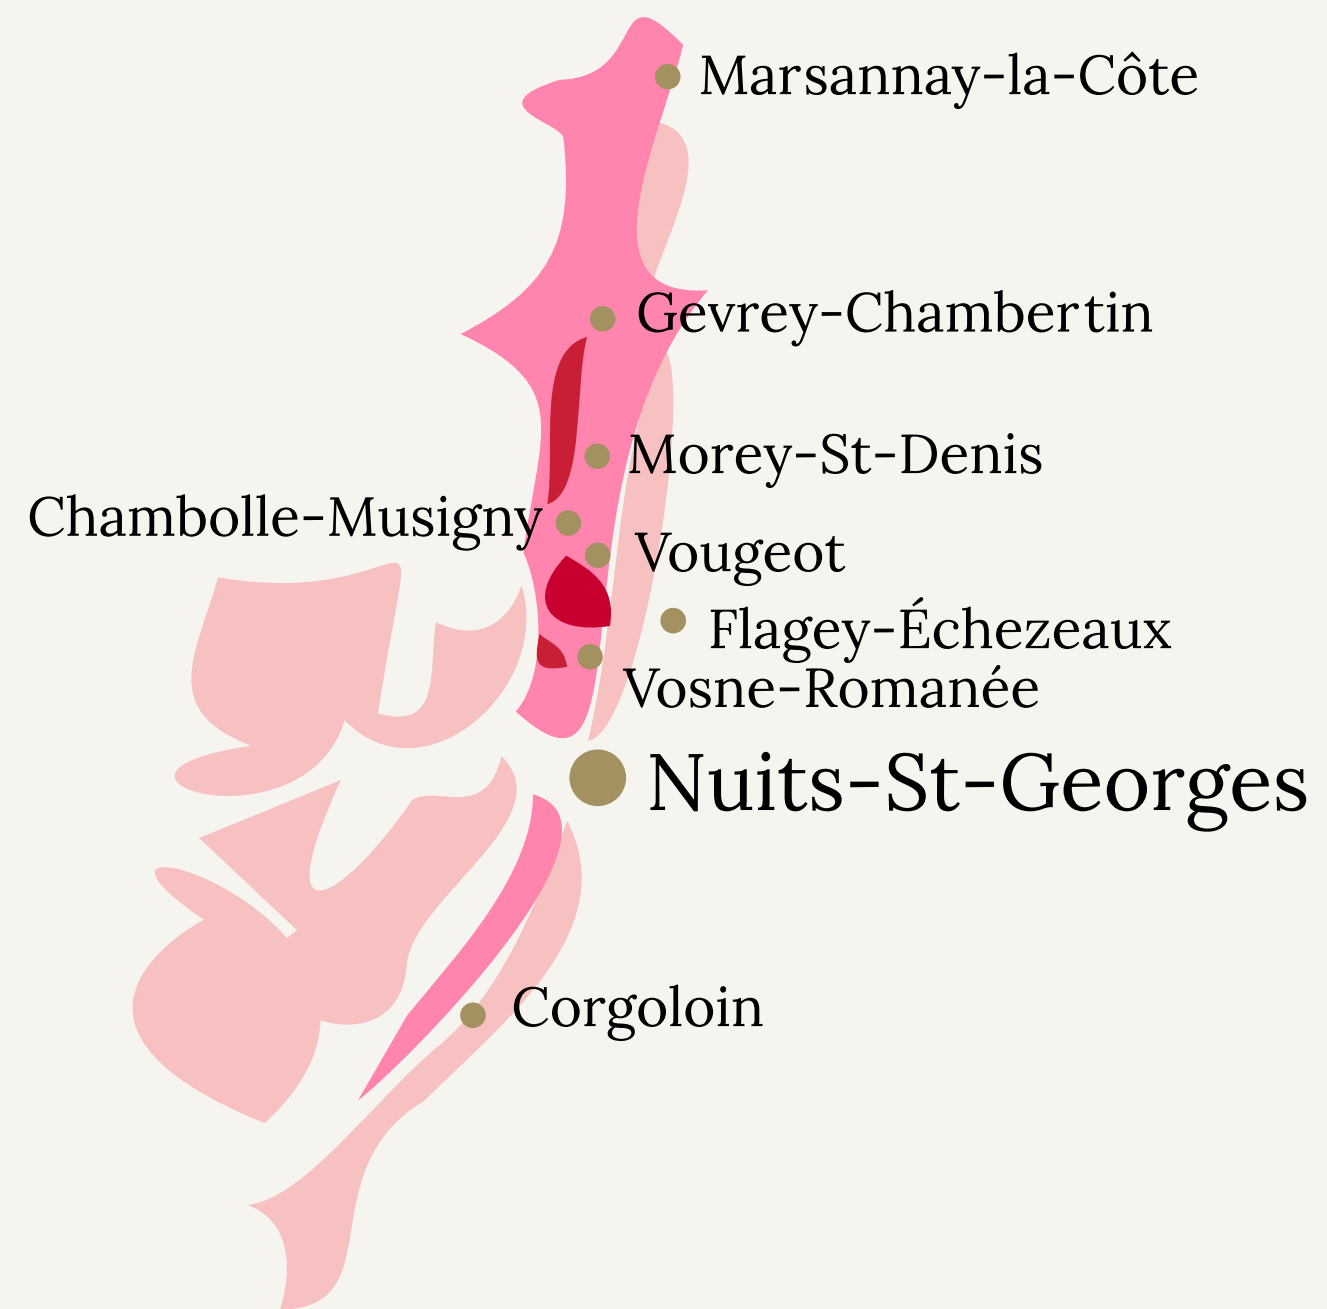 Marsannay-la-Côte
Gevrey-Chambertin
Morey-St-Denis
Chambolle-Musigny
Vougeot
Flagey-Échezeaux
Vosne-Romanée
Nuits-St-Georges
Corgoloin